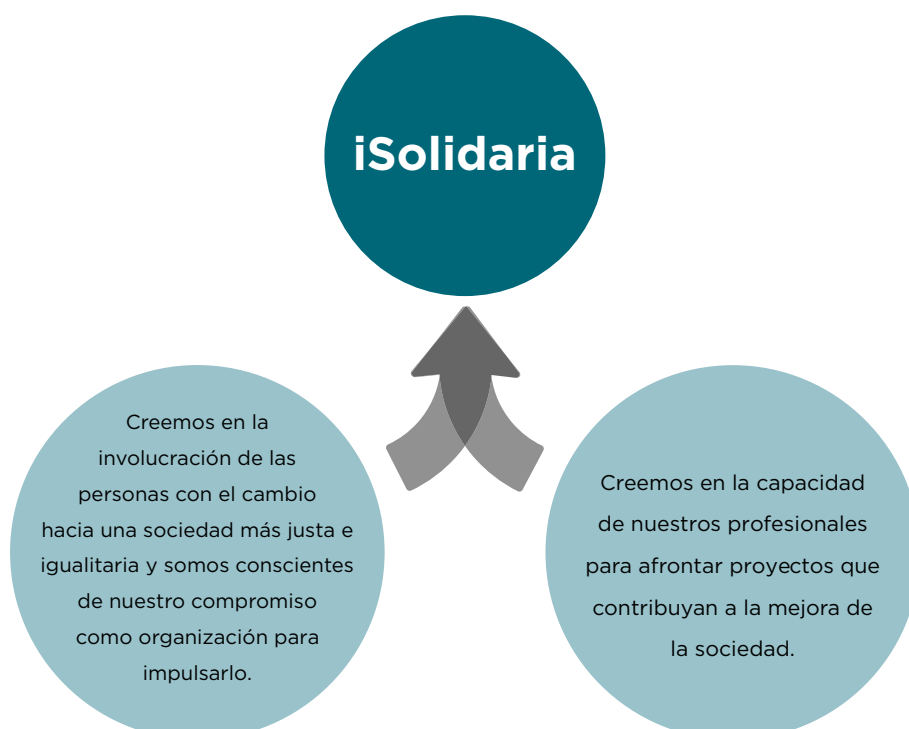 iSolidaria
Creemos en la
involucración de las
personas con el cambio
hacia una sociedad más justa e
igualitaria y somos conscientes
de nuestro compromiso
como organización para
impulsarlo.
Creemos en la capacidad
de nuestros profesionales
para afrontar proyectos que
contribuyan a la mejora de
la sociedad.